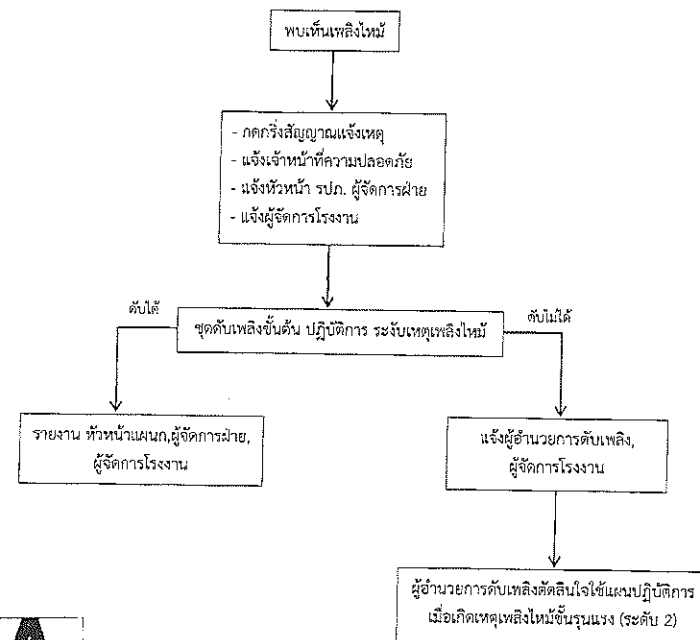 พบเห็นเพลิงไหม้
- กดกริ่งสัญญาณแจ้งเหตุ
- แจ้งเจ้าหน้าที่ความปลอดภัย
- แจ้งหัวหน้า รปภ. ผู้จัดการฝ่าย
- แจ้งผู้จัดการโรงงาน
ดับได้
ชุดดับเพลิงขั้นต้น ปฏิบัติการ ระงับเหตุเพลิงไหม้
ดับไม่ได้
รายงาน หัวหน้าแผนก,ผู้จัดการฝ่าย,
ผู้จัดการโรงงาน
แจ้งผู้อำนวยการดับเพลิง,
ผู้จัดการโรงงาน
ผู้อำนวยการดับเพลิงตัดสินใจใช้แผนปฏิบัติการ
เมื่อเกิดเหตุเพลิงไหม้ขั้นรุนแรง (ระดับ 2)